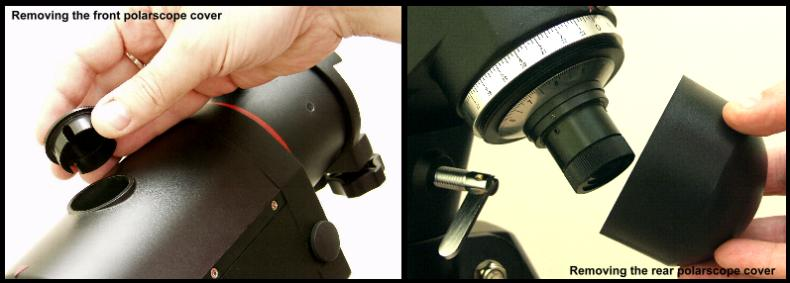 Removing the front polarscope cover
Removing the rear polarscope cover